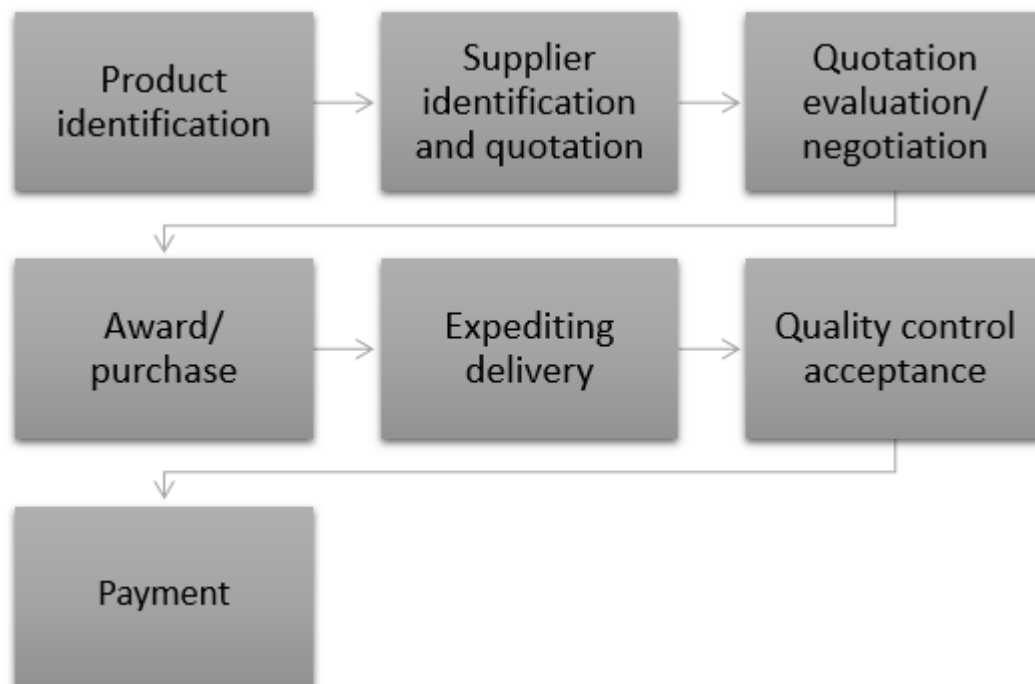 Product
identification
Supplier
identification
and quotation
Quotation
evaluation/
negotiation
Award/
purchase
Expediting
delivery
Quality control
acceptance
Payment